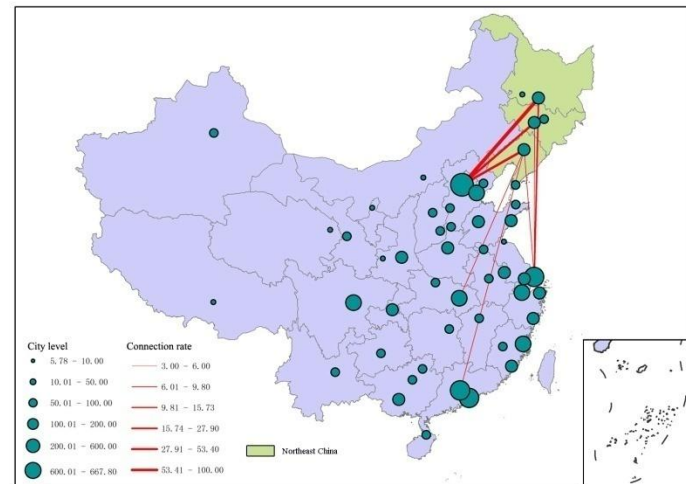 City level
5.78 - 10.00
10.01 - 50.00
50.01 - 100.00
100.01 - 200.00
200.01 - 600.00
600.01 - 667.80
Connection rate
3.00 - 6.00
6.01 - 9.80
9.81 - 15.73
15.74 - 27.90
27.91 - 53.40
53.41 - 100.00
Northeast China